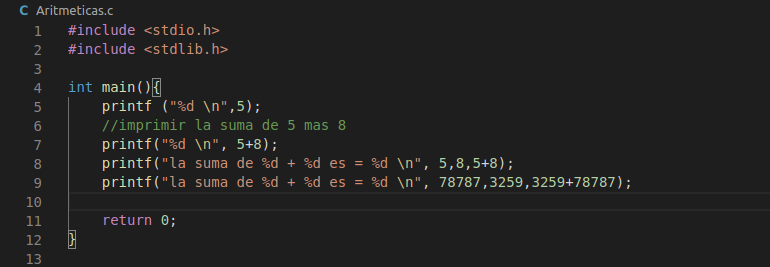 C Aritmeticas.c
1 #include <stdio.h>
2 #include <stdlib.h>
3
4 int main(){
5 printf ("%d \n",5);
6 //imprimir la suma de 5 mas 8
7 printf("%d \n", 5+8);
8 printf("la suma de %d + %d es = %d \n", 5,8,5+8);
9 printf("la suma de %d + %d es = %d \n", 78787,3259,3259+78787);
10
11 return 0;
12 }
13